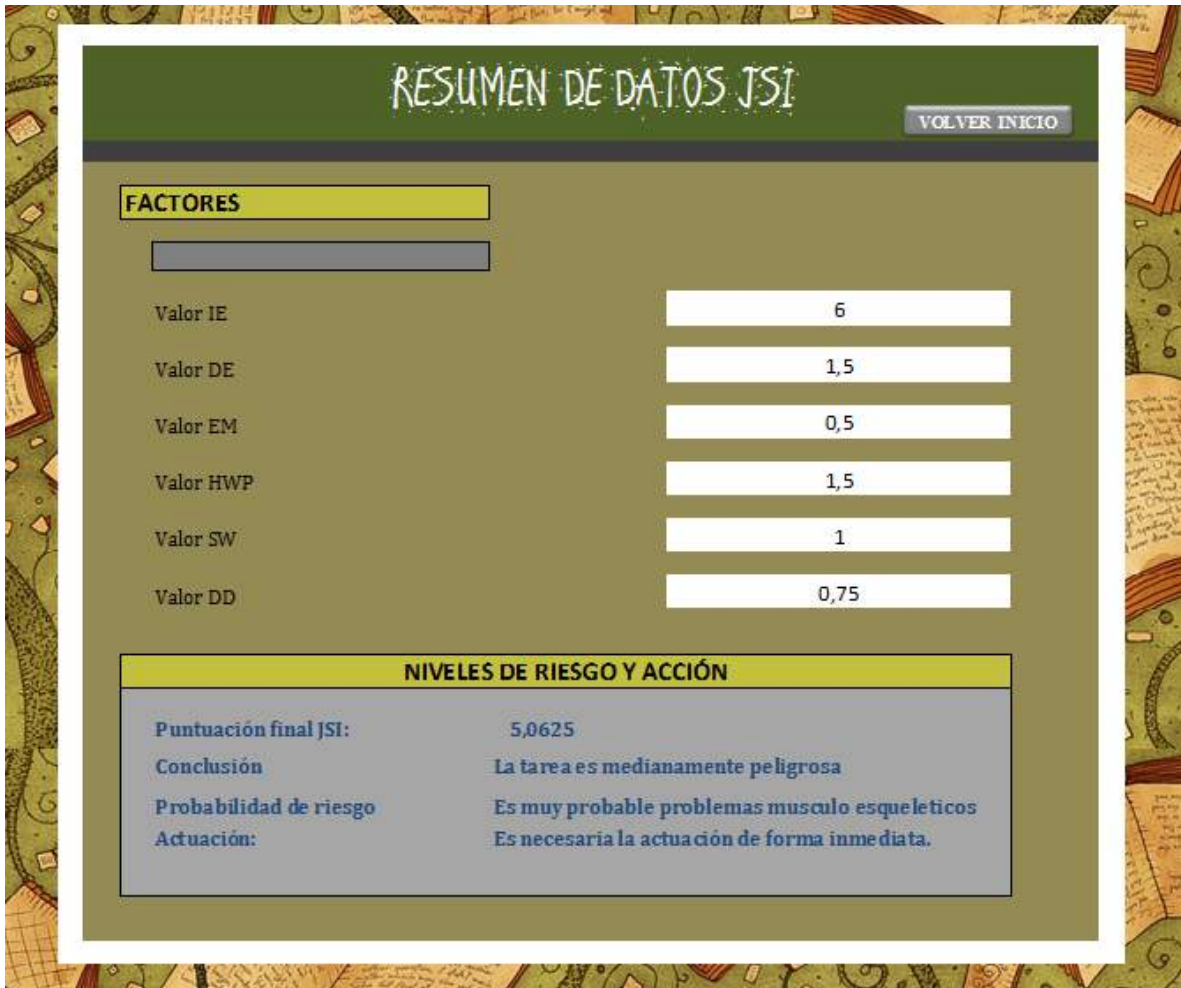 RESUMEN DE DATOS JSI
VOLVER INICIO
FACTORES
Valor IE 6
Valor DE 1,5
Valor EM 0,5
Valor HWP 1,5
Valor SW 1
Valor DD 0,75
NIVELES DE RIESGO Y ACCIÓN
Puntuación final JSI: 5,0625
Conclusión La tarea es medianamente peligrosa
Probabilidad de riesgo Es muy probable problemas musculo esqueleticos
Actuación: Es necesaria la actuación de forma inmediata.